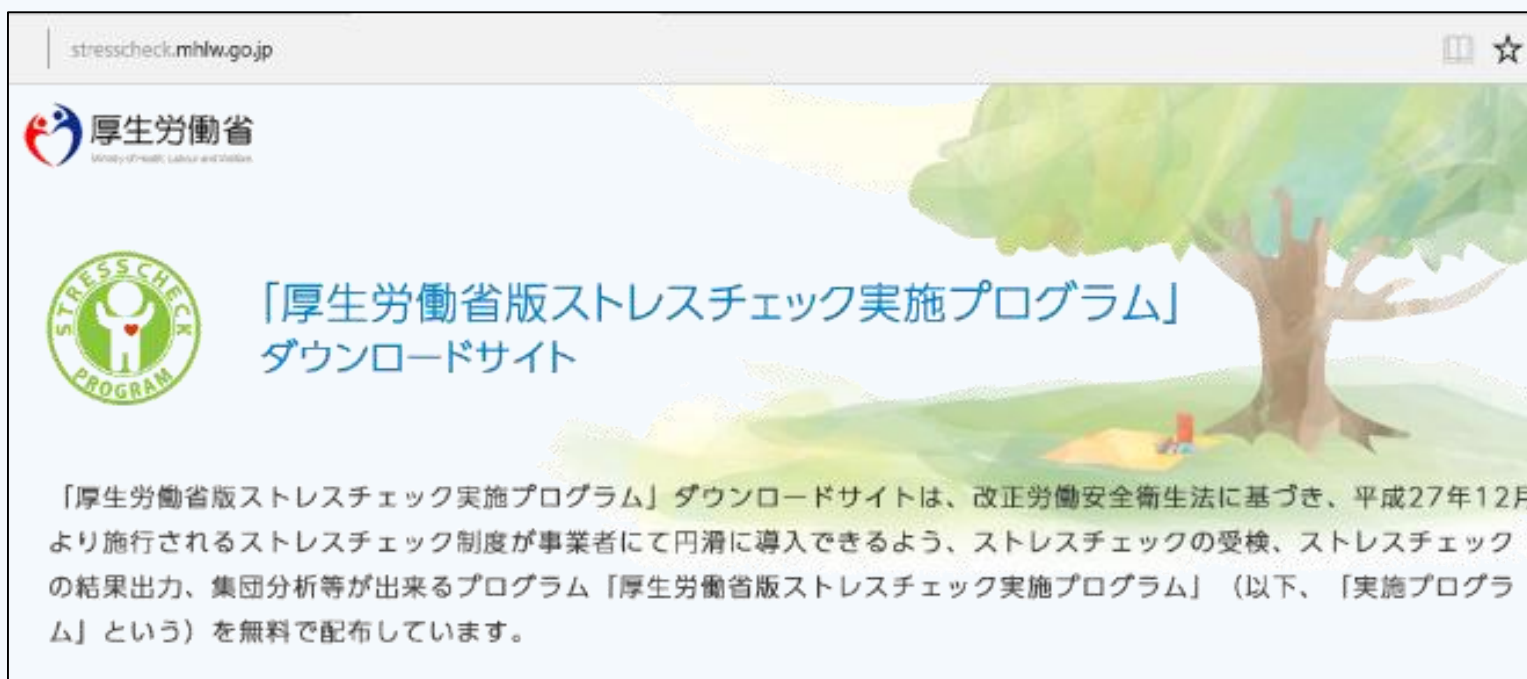 stresscheck.mhlw.go.jp
厚生労働省
Ministry of Health, Labour and Welfare
STRESSCHECK
PROGRAM
「厚生労働省版ストレスチェック実施プログラム」
ダウンロードサイト
「厚生労働省版ストレスチェック実施プログラム」ダウンロードサイトは、改正労働安全衛生法に基づき、平成27年12月
より施行されるストレスチェック制度が事業者にて円滑に導入できるよう、ストレスチェックの受検、ストレスチェック
の結果出力、集団分析等が出来るプログラム「厚生労働省版ストレスチェック実施プログラム」（以下、「実施プログラ
ム」という）を無料で配布しています。